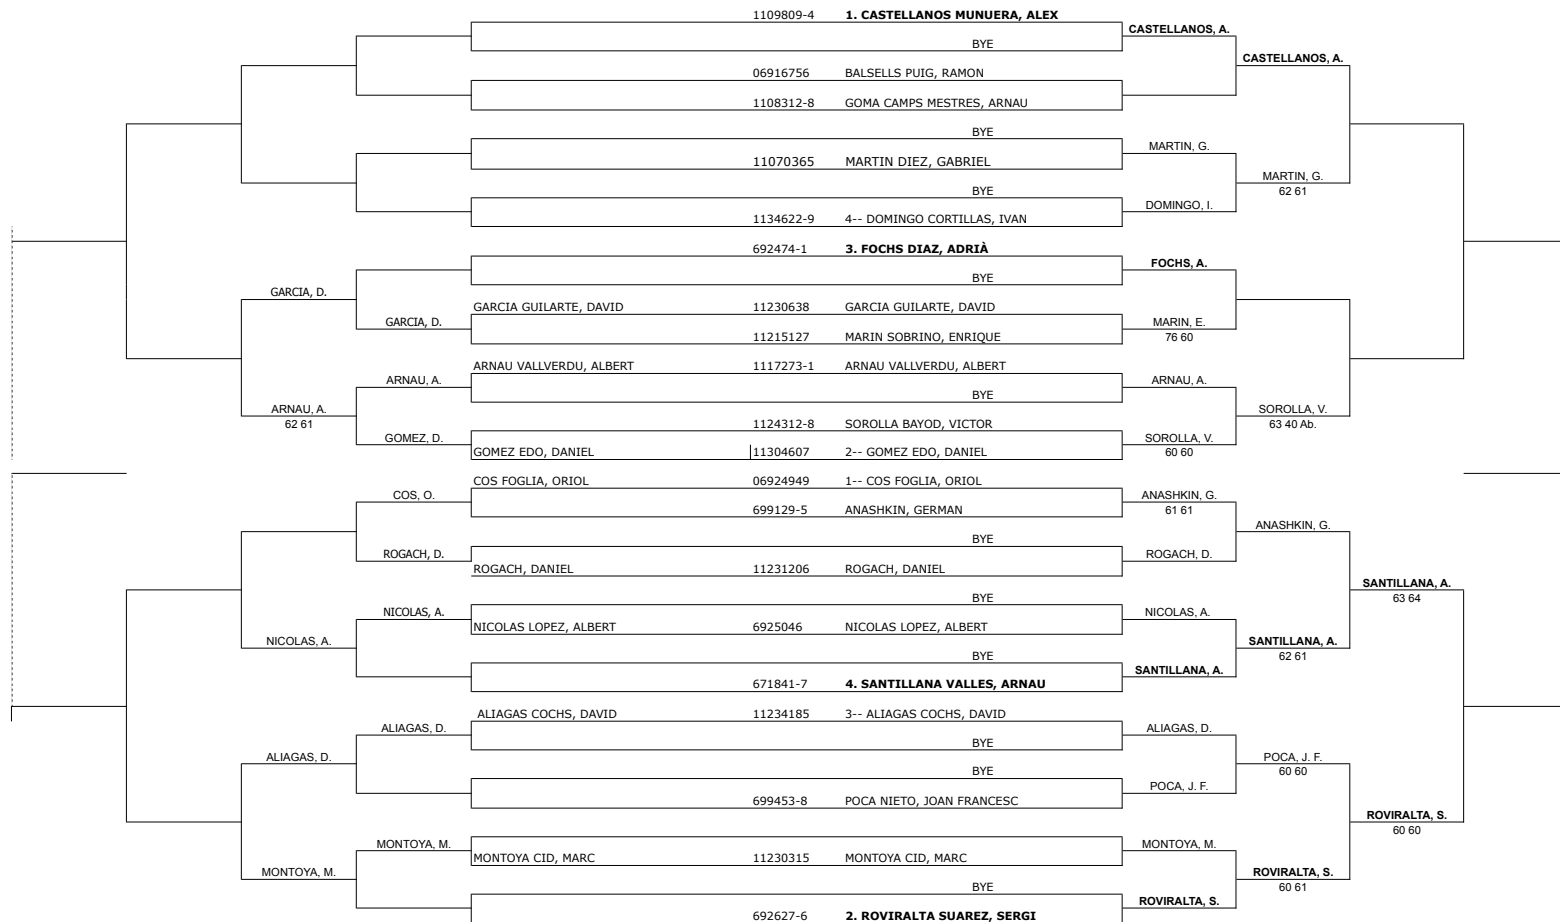 1109809-4 1. CASTELLANOS MUNUERA, ALEX
CASTELLANOS, A.
BYE
CASTELLANOS, A.
06916756 BALSELLS PUIG, RAMON
1108312-8 GOMA CAMPS MESTRES, ARNAU
BYE
MARTIN, G.
11070365 MARTIN DIEZ, GABRIEL
MARTIN, G.
62 61
BYE
DOMINGO, I.
1134622-9 4-- DOMINGO CORTILLAS, IVAN
692474-1 3. FOCHS DIAZ, ADRIÀ
FOCHS, A.
BYE
GARCIA, D.
GARCIA GUILARTE, DAVID 11230638 GARCIA GUILARTE, DAVID
GARCIA, D. MARIN, E.
11215127 MARIN SOBRINO, ENRIQUE 76 60
ARNAU VALLVERDU, ALBERT 1117273-1 ARNAU VALLVERDU, ALBERT
ARNAU, A. ARNAU, A.
BYE
ARNAU, A. SOROLLA, V.
62 61 1124312-8 SOROLLA BAYOD, VICTOR 63 40 Ab.
GOMEZ, D. SOROLLA, V.
GOMEZ EDO, DANIEL 11304607 2-- GOMEZ EDO, DANIEL 60 60
COS FOGLIA, ORIOL 06924949 1-- COS FOGLIA, ORIOL
COS, O. ANASHKIN, G.
699129-5 ANASHKIN, GERMAN 61 61
ANASHKIN, G.
BYE
ROGACH, D. ROGACH, D.
ROGACH, DANIEL 11231206 ROGACH, DANIEL
SANTILLANA, A.
63 64
BYE
NICOLAS, A. NICOLAS, A.
NICOLAS LOPEZ, ALBERT 6925046 NICOLAS LOPEZ, ALBERT
NICOLAS, A. SANTILLANA, A.
BYE 62 61
SANTILLANA, A.
671841-7 4. SANTILLANA VALLES, ARNAU
ALIAGAS COCHS, DAVID 11234185 3-- ALIAGAS COCHS, DAVID
ALIAGAS, D. ALIAGAS, D.
BYE
ALIAGAS, D. POCA, J. F.
BYE 60 60
POCA, J. F.
699453-8 POCA NIETO, JOAN FRANCESC
ROVIRALTA, S.
60 60
MONTOYA, M. MONTOYA, M.
MONTOYA CID, MARC 11230315 MONTOYA CID, MARC
MONTOYA, M. ROVIRALTA, S.
BYE 60 61
ROVIRALTA, S.
692627-6 2. ROVIRALTA SUAREZ, SERGI